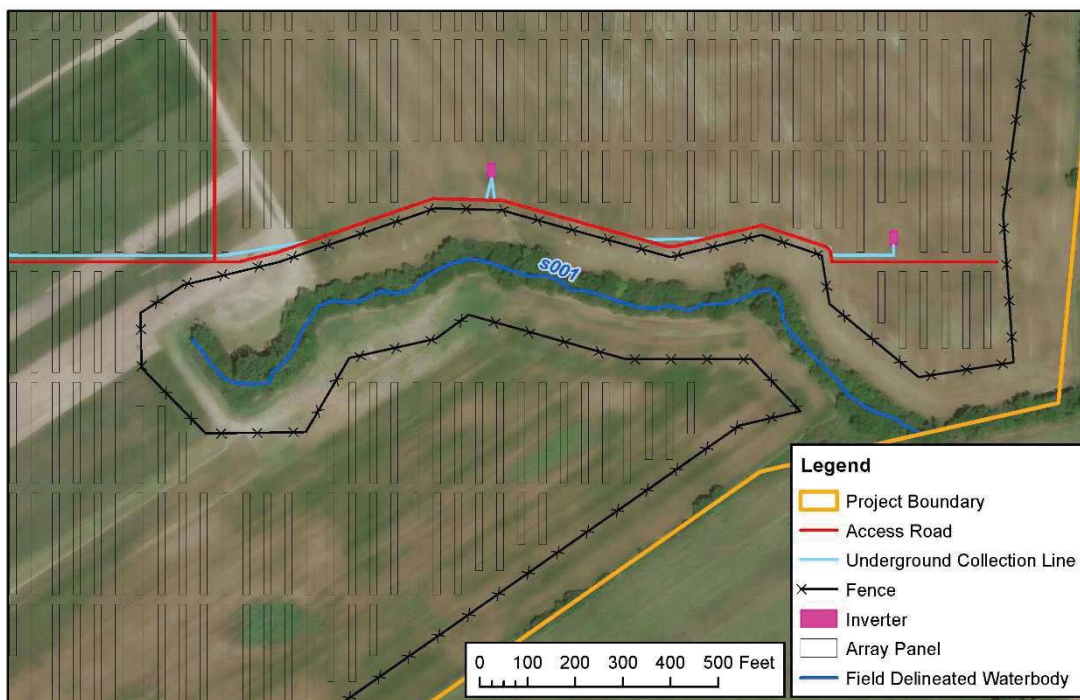 s001
Legend
Project Boundary
Access Road
Underground Collection Line
Fence
Inverter
Array Panel
Field Delineated Waterbody
0 100 200 300 400 500 Feet